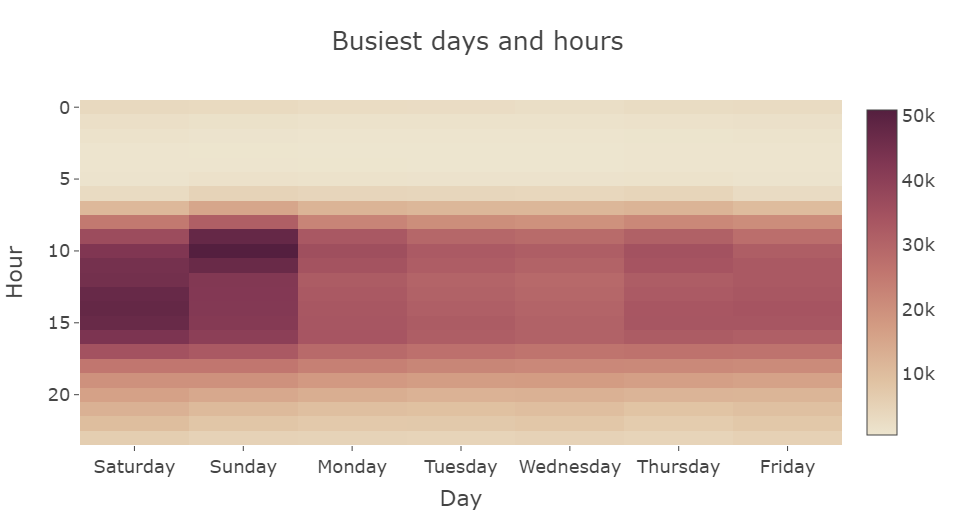 Busiest days and hours
0
5
10
15
20
Hour
Saturday Sunday Monday Tuesday Wednesday Thursday Friday
Day
50k
40k
30k
20k
10k